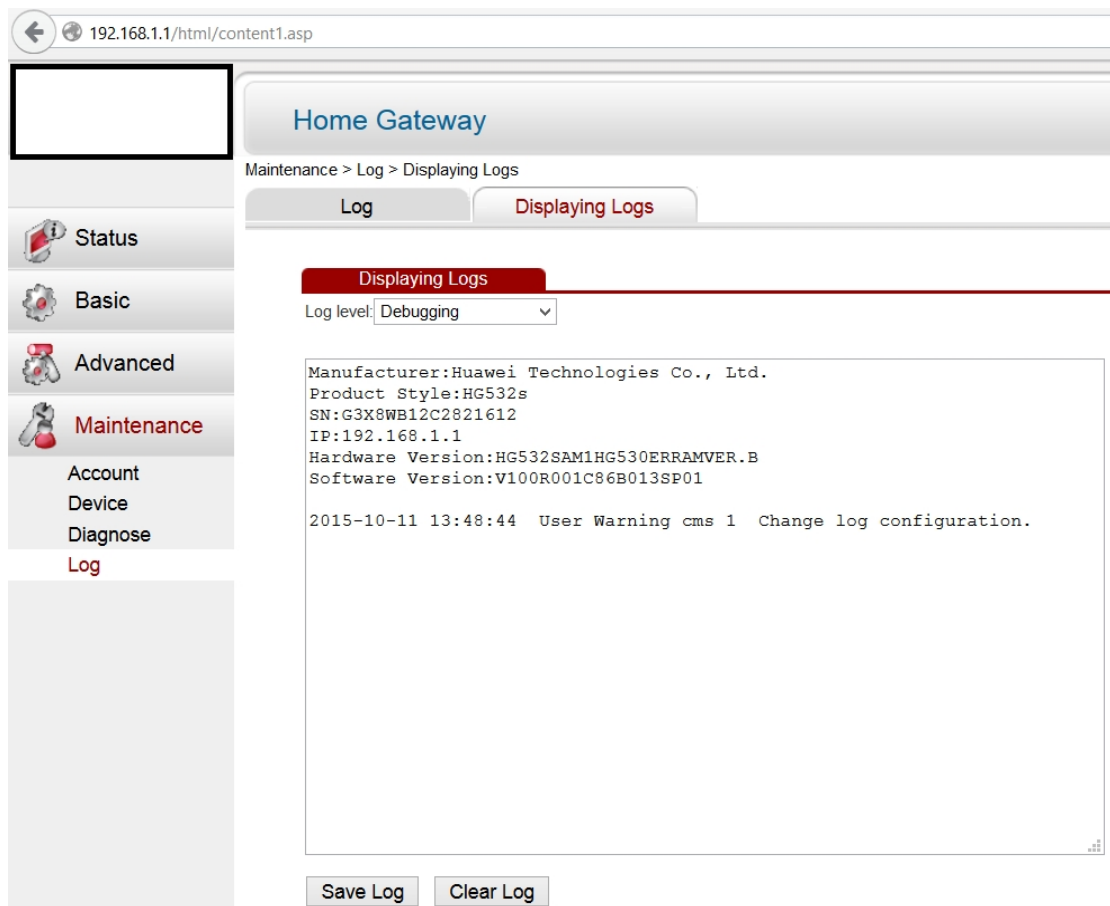 192.168.1.1/html/content1.asp
Home Gateway
Maintenance > Log > Displaying Logs
Log
Displaying Logs
Status
Basic
Advanced
Maintenance
Account
Device
Diagnose
Log
Displaying Logs
Log level: Debugging
Manufacturer:Huawei Technologies Co., Ltd.
Product Style:HG532s
SN:G3X8WB12C2821612
IP:192.168.1.1
Hardware Version:HG532SAM1HG530ERRAMVER.B
Software Version:V100R001C86B013SP01
2015-10-11 13:48:44  User Warning cms 1  Change log configuration.
Save Log
Clear Log